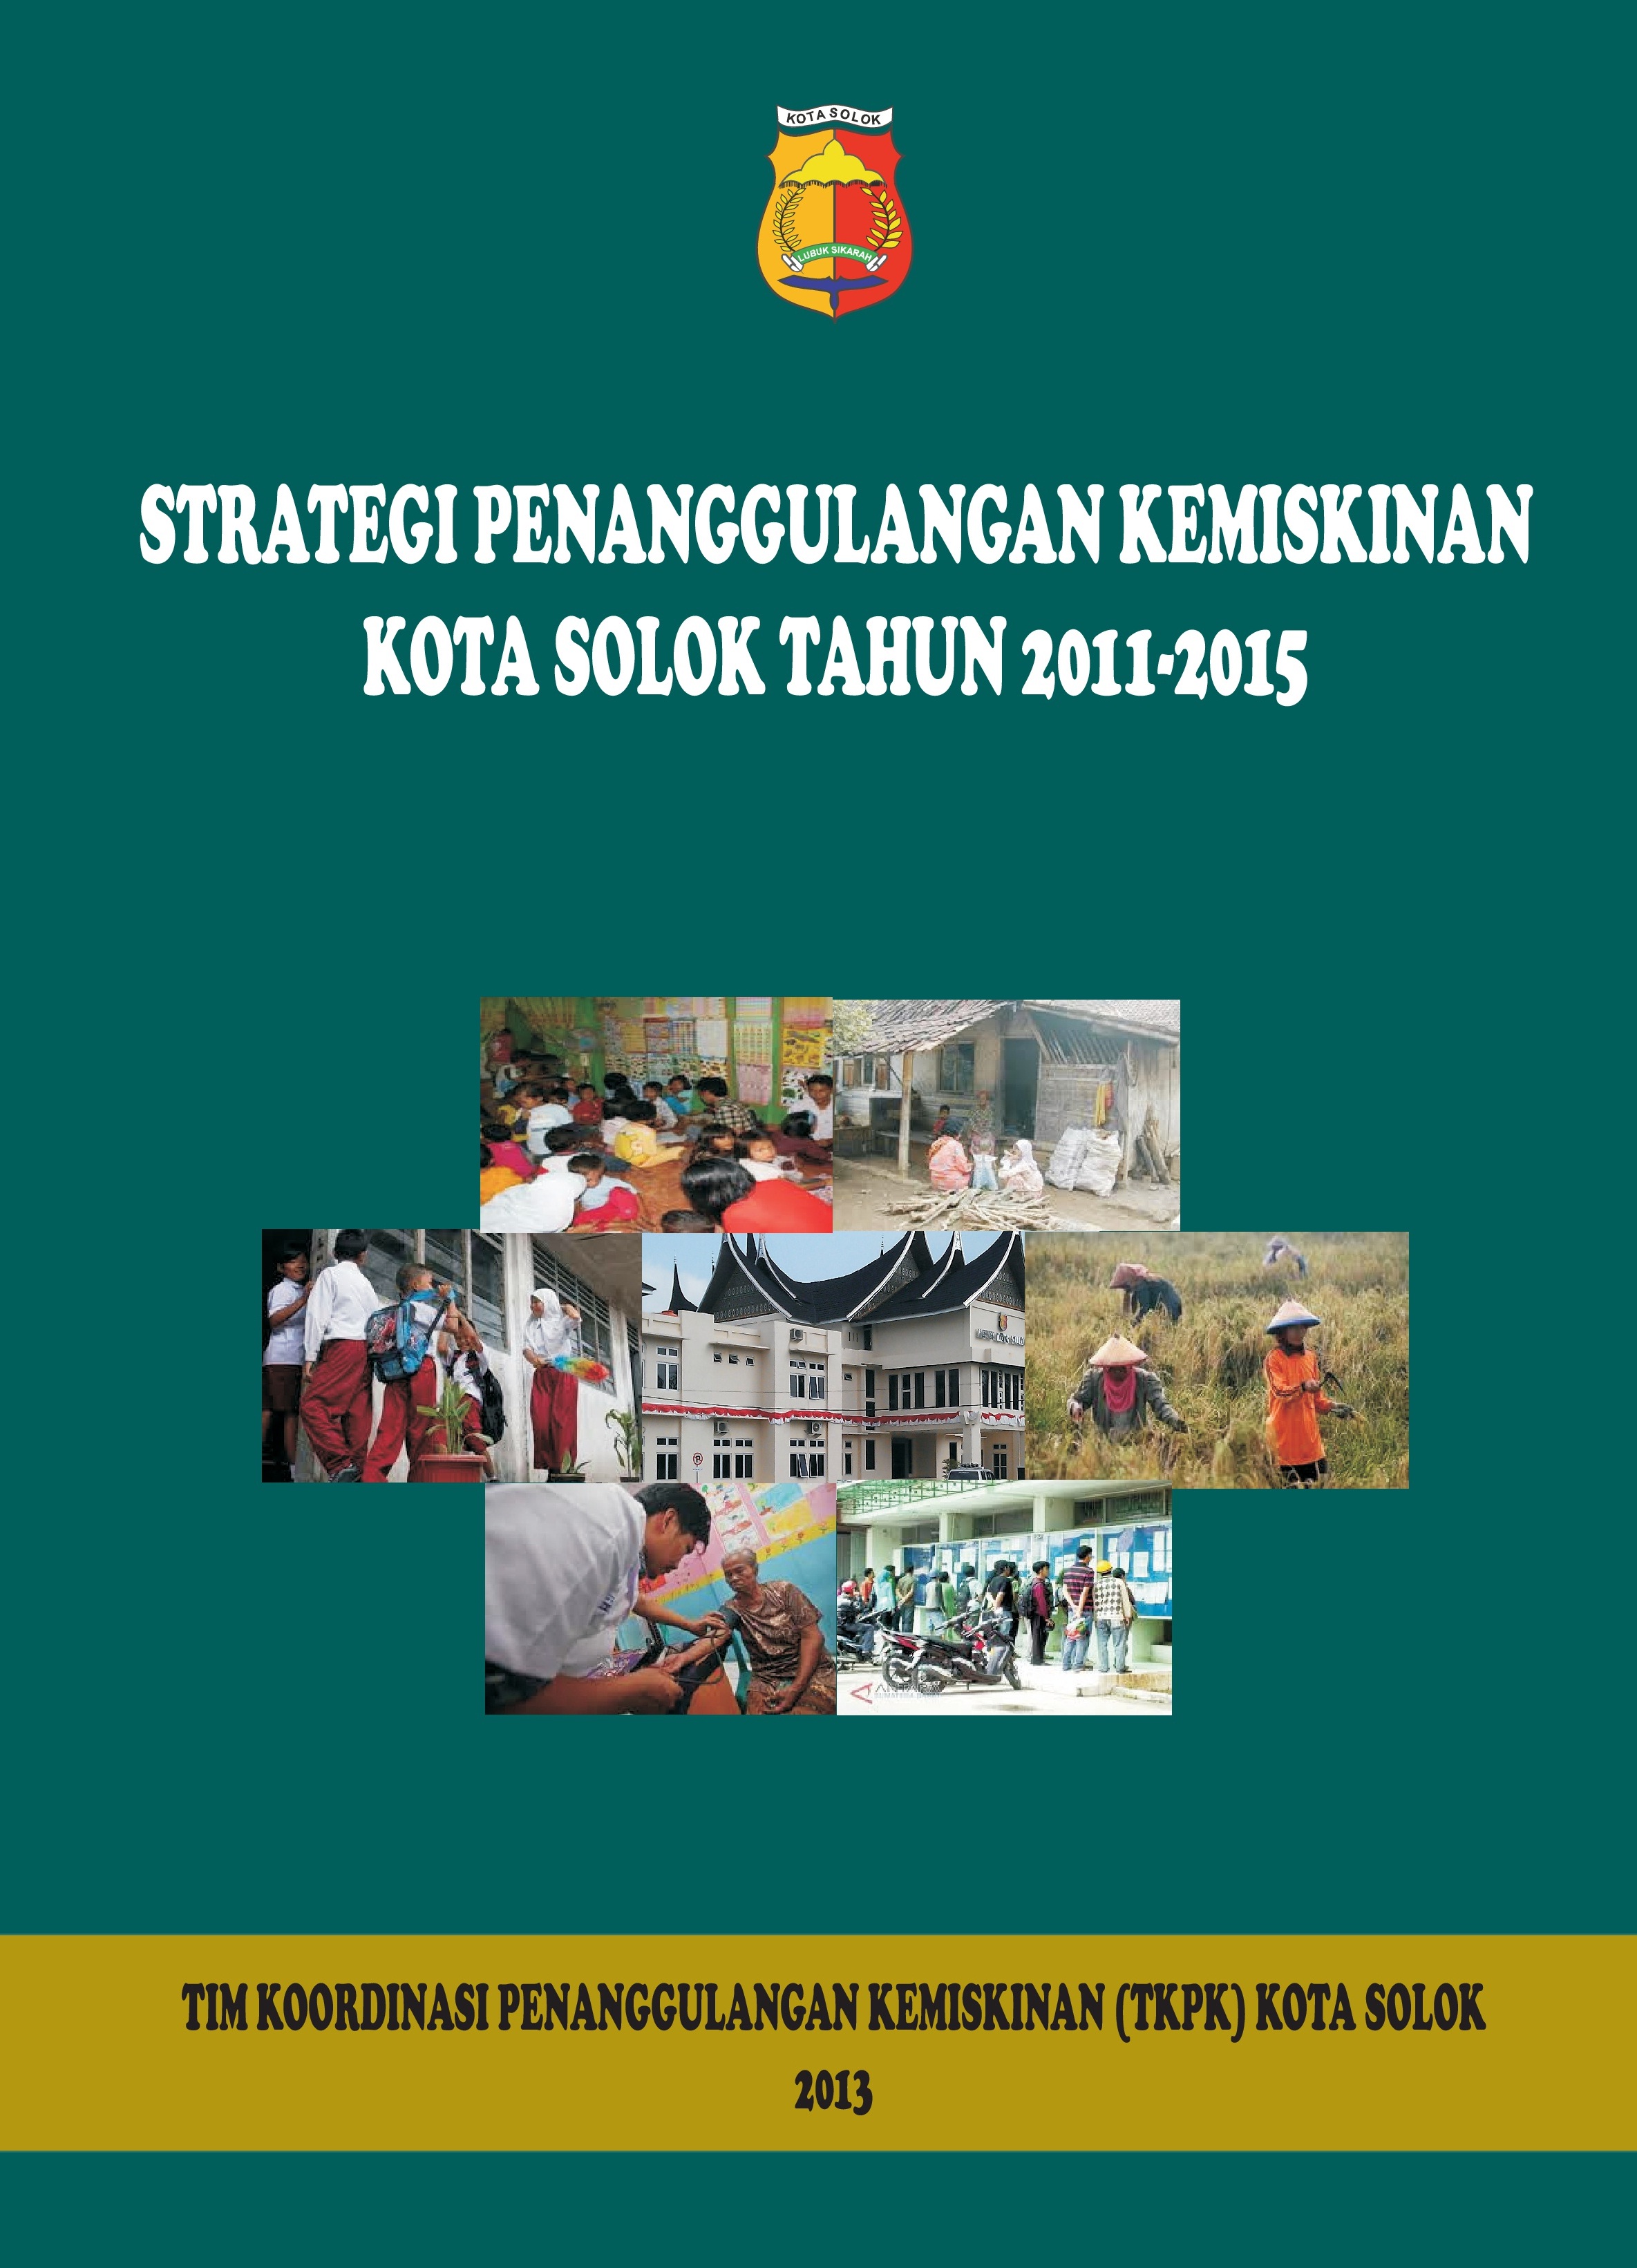 KOTA SOLOK
LUBUK SIKARAH
STRATEGI PENANGGULANGAN KEMISKINAN
KOTA SOLOK TAHUN 2011-2015
ANTARA
TIM KOORDINASI PENANGGULANGAN KEMISKINAN (TKPK) KOTA SOLOK
2013